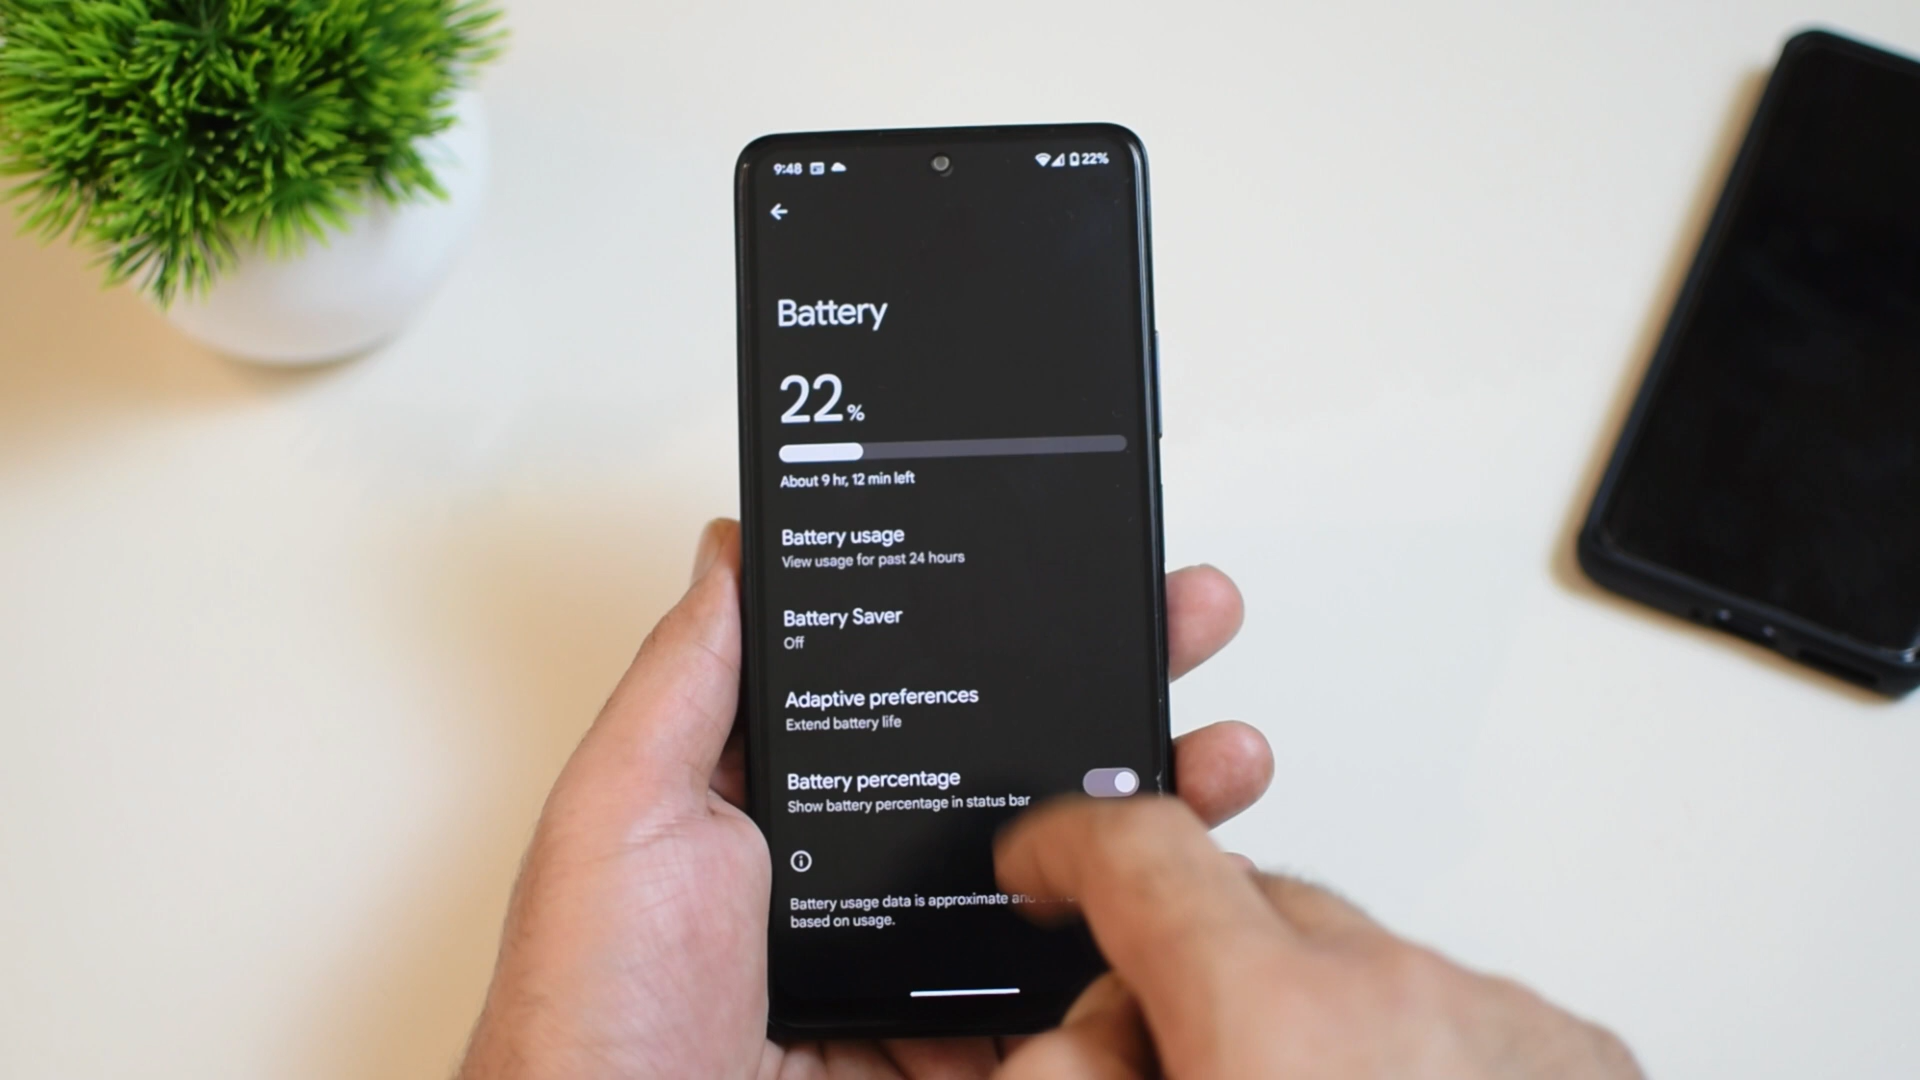 9:48 22%
Battery
22%
About 9 hr, 12 min left
Battery usage
View usage for past 24 hours
Battery Saver
Off
Adaptive preferences
Extend battery life
Battery percentage
Show battery percentage in status bar
Battery usage data is approximate and
based on usage.